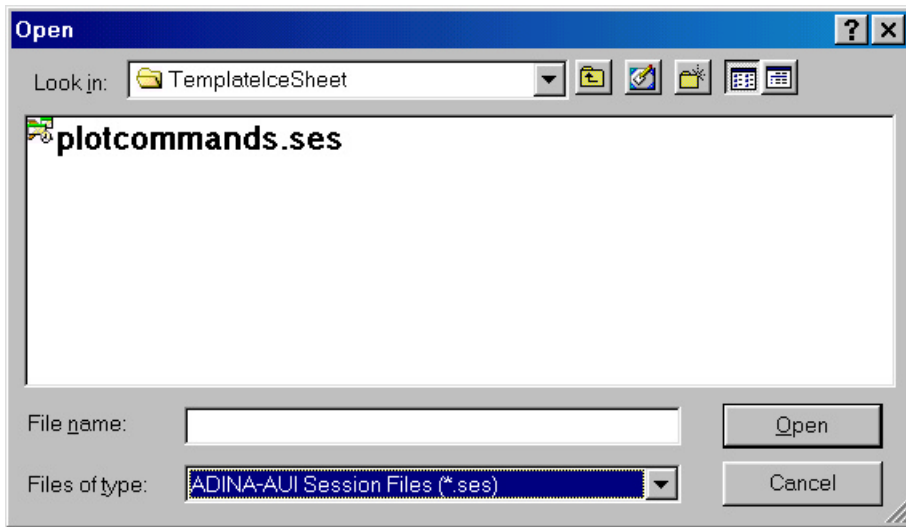 Open
Look in: TemplateIceSheet
plotcommands.ses
File name:
Open
Files of type: ADINA-AUI Session Files (*.ses)
Cancel